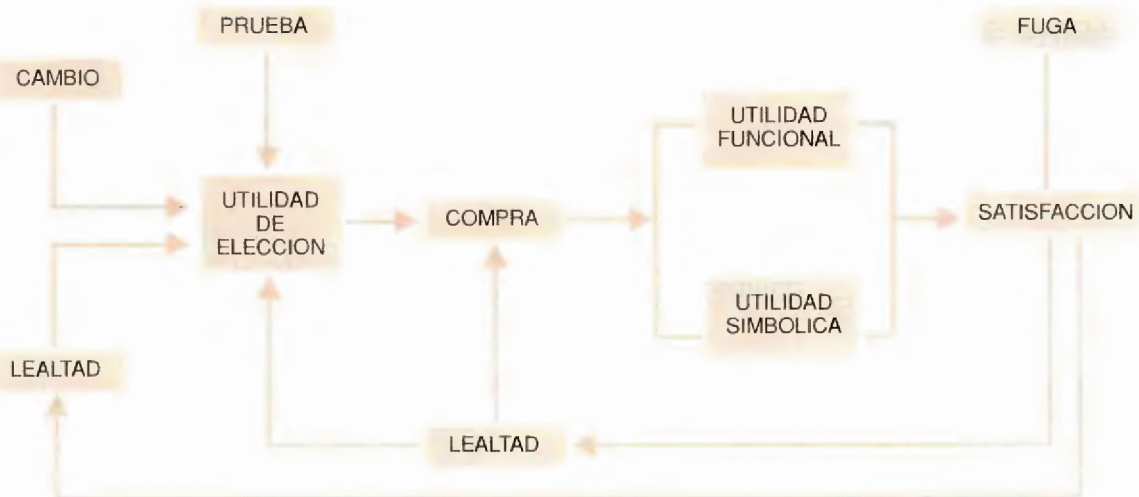 PRUEBA
FUGA
CAMBIO
UTILIDAD
FUNCIONAL
UTILIDAD
DE
ELECCION
COMPRA
SATISFACCION
UTILIDAD
SIMBOLICA
LEALTAD
LEALTAD